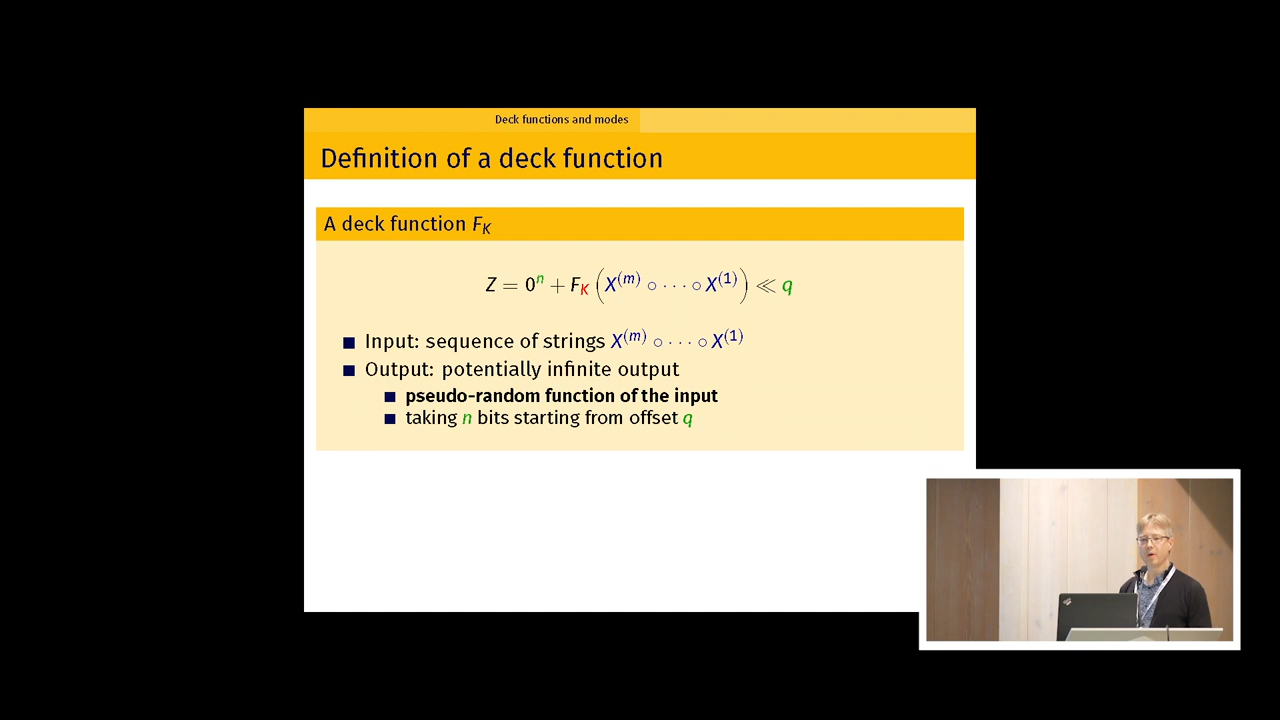 Deck functions and modes
Definition of a deck function
A deck function F_K
Z = 0^n + F_K (X^(m) ∘ ··· ∘ X^(1)) ≪ q
■ Input: sequence of strings X^(m) ∘ ··· ∘ X^(1)
■ Output: potentially infinite output
■ pseudo-random function of the input
■ taking n bits starting from offset q